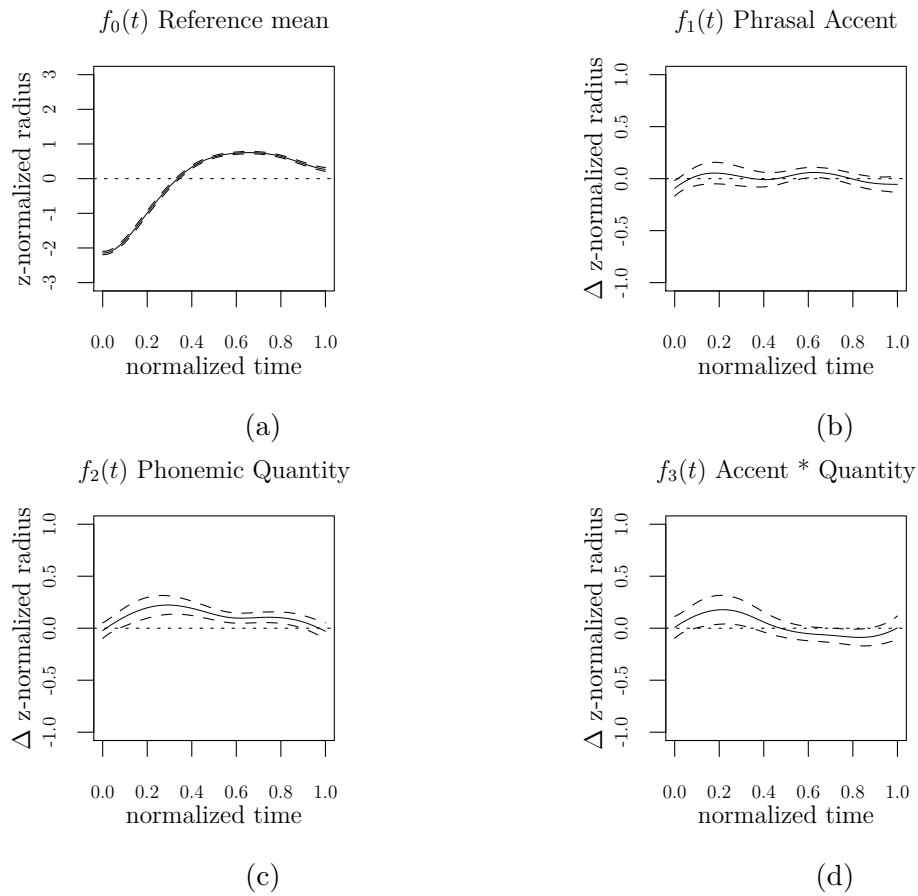 f₀(t) Reference mean
z-normalized radius
3
2
1
0
-1
-2
-3
0.0 0.2 0.4 0.6 0.8 1.0
normalized time
(a)
f₁(t) Phrasal Accent
Δ z-normalized radius
1.0
0.5
0.0
-0.5
-1.0
0.0 0.2 0.4 0.6 0.8 1.0
normalized time
(b)
f₂(t) Phonemic Quantity
Δ z-normalized radius
1.0
0.5
0.0
-0.5
-1.0
0.0 0.2 0.4 0.6 0.8 1.0
normalized time
(c)
f₃(t) Accent * Quantity
Δ z-normalized radius
1.0
0.5
0.0
-0.5
-1.0
0.0 0.2 0.4 0.6 0.8 1.0
normalized time
(d)